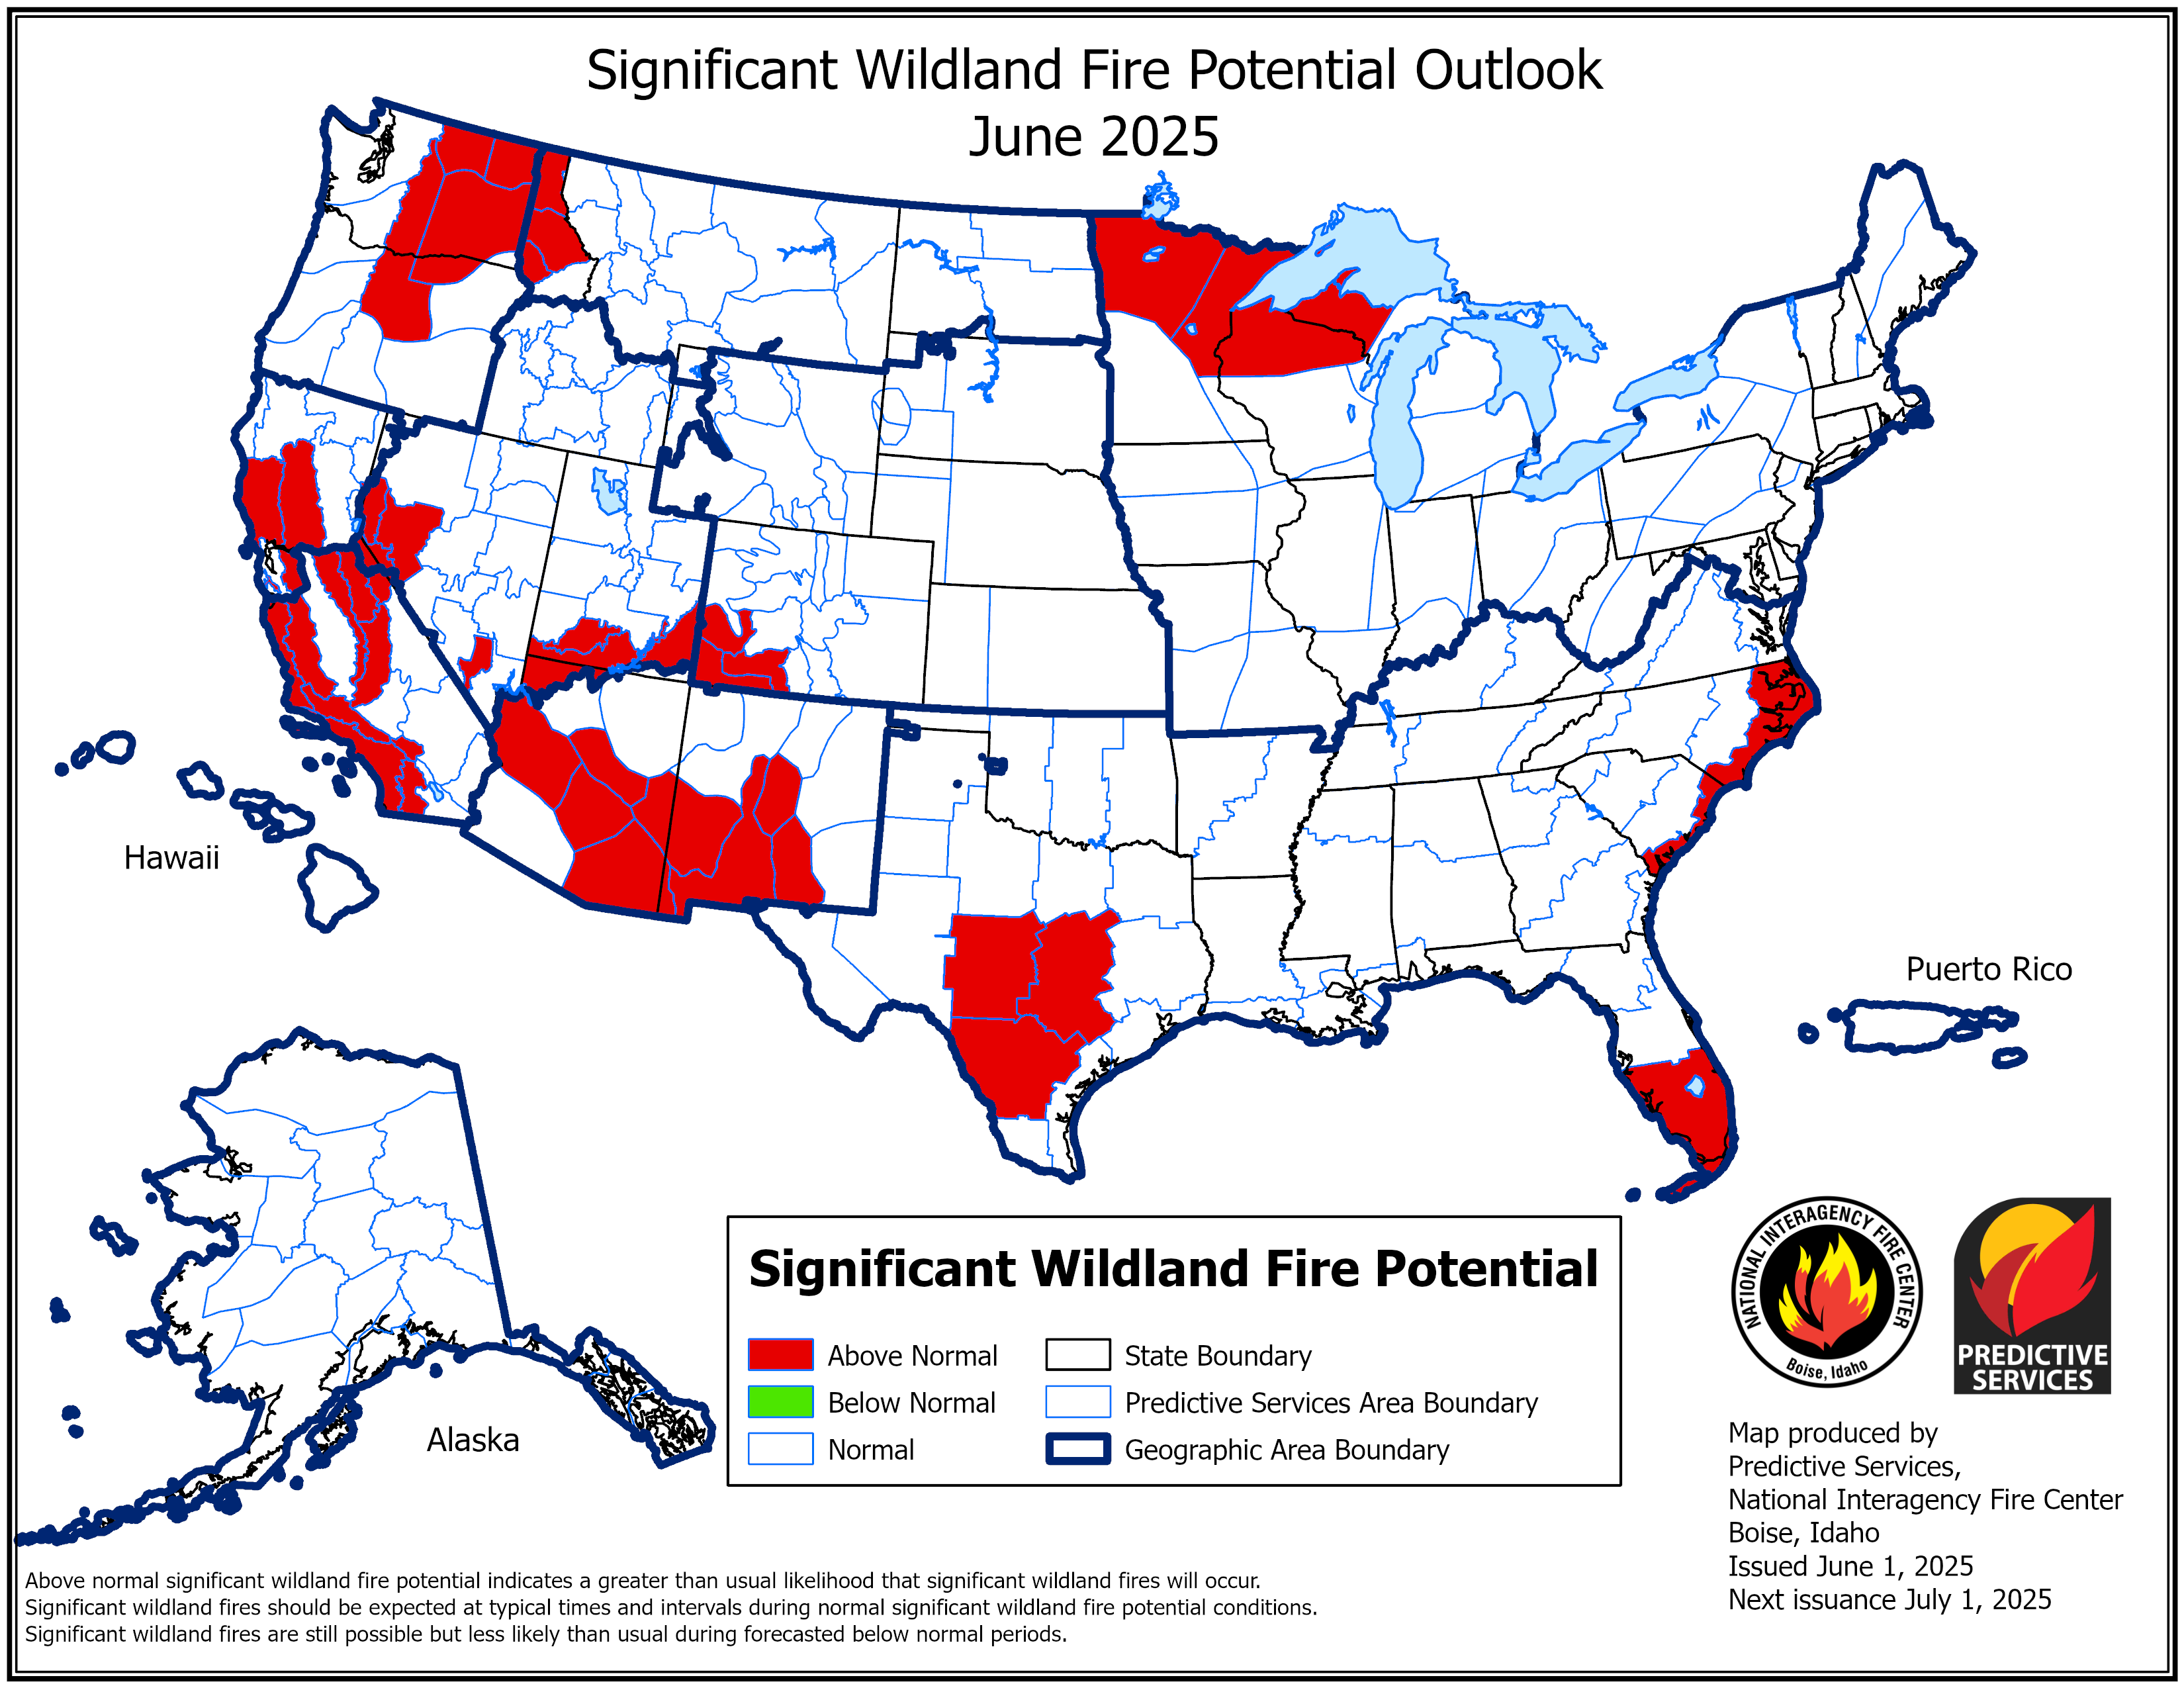 Significant Wildland Fire Potential Outlook
June 2025
Hawaii
Puerto Rico
Alaska
Significant Wildland Fire Potential
Above Normal
Below Normal
Normal
State Boundary
Predictive Services Area Boundary
Geographic Area Boundary
NATIONAL INTERAGENCY FIRE CENTER
Boise, Idaho
PREDICTIVE
SERVICES
Map produced by
Predictive Services,
National Interagency Fire Center
Boise, Idaho
Issued June 1, 2025
Next issuance July 1, 2025
Above normal significant wildland fire potential indicates a greater than usual likelihood that significant wildland fires will occur.
Significant wildland fires should be expected at typical times and intervals during normal significant wildland fire potential conditions.
Significant wildland fires are still possible but less likely than usual during forecasted below normal periods.